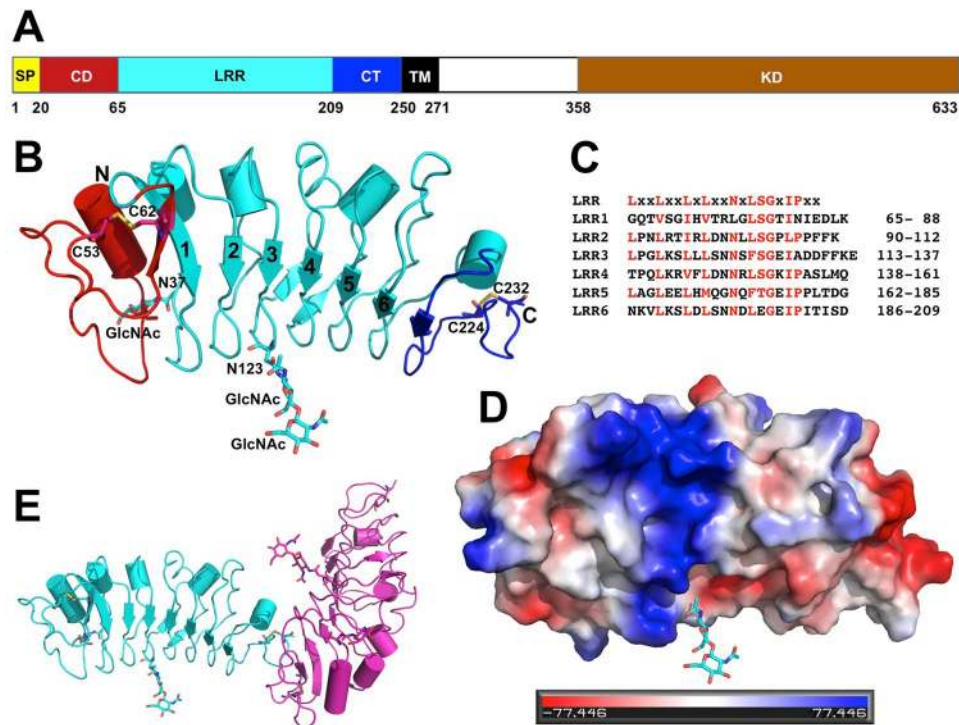 A
SP CD LRR CT TM KD
1 20 65 209 250 271 358 633
B
N
C62
C53
N37
GlcNAc
1 2 3 4 5 6
C232
C224 C
N123
GlcNAc
GlcNAc
C
LRR LxxLxxLxLxxNxLSGxIPxx
LRR1 GQTVSGIHVTRLGLSGTINIEDLK 65- 88
LRR2 LPNLRTIRLDNNLLSGPLPPFFK 90-112
LRR3 LPGLKSLLLSNNSFSGEIADDFFKE 113-137
LRR4 TPQLKRVFLDNNRLSGKIPASLMQ 138-161
LRR5 LAGLEELHMQGNQFTGEIPPLTDG 162-185
LRR6 NKVLKSLDLSNNDLEGEIPITISD 186-209
D
-77.446 77.446
E